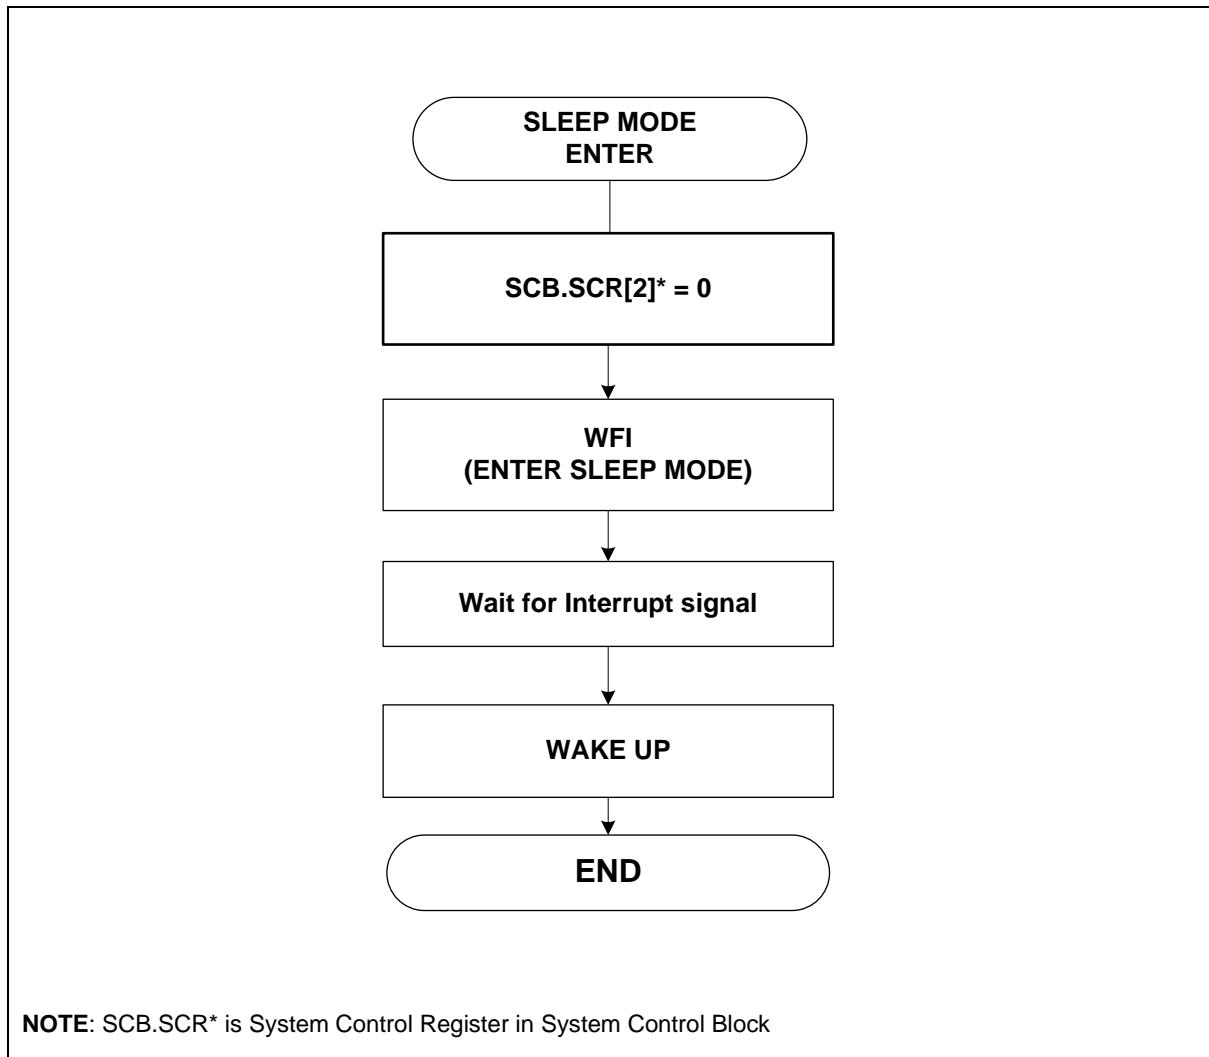 SLEEP MODE
ENTER
SCB.SCR[2]* = 0
WFI
(ENTER SLEEP MODE)
Wait for Interrupt signal
WAKE UP
END
NOTE: SCB.SCR* is System Control Register in System Control Block